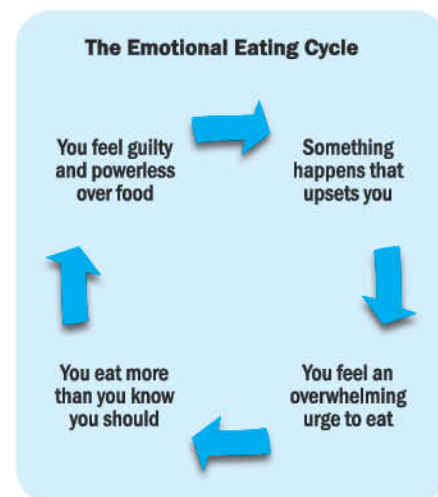 The Emotional Eating Cycle
You feel guilty
and powerless
over food
Something
happens that
upsets you
You feel an
overwhelming
urge to eat
You eat more
than you know
you should